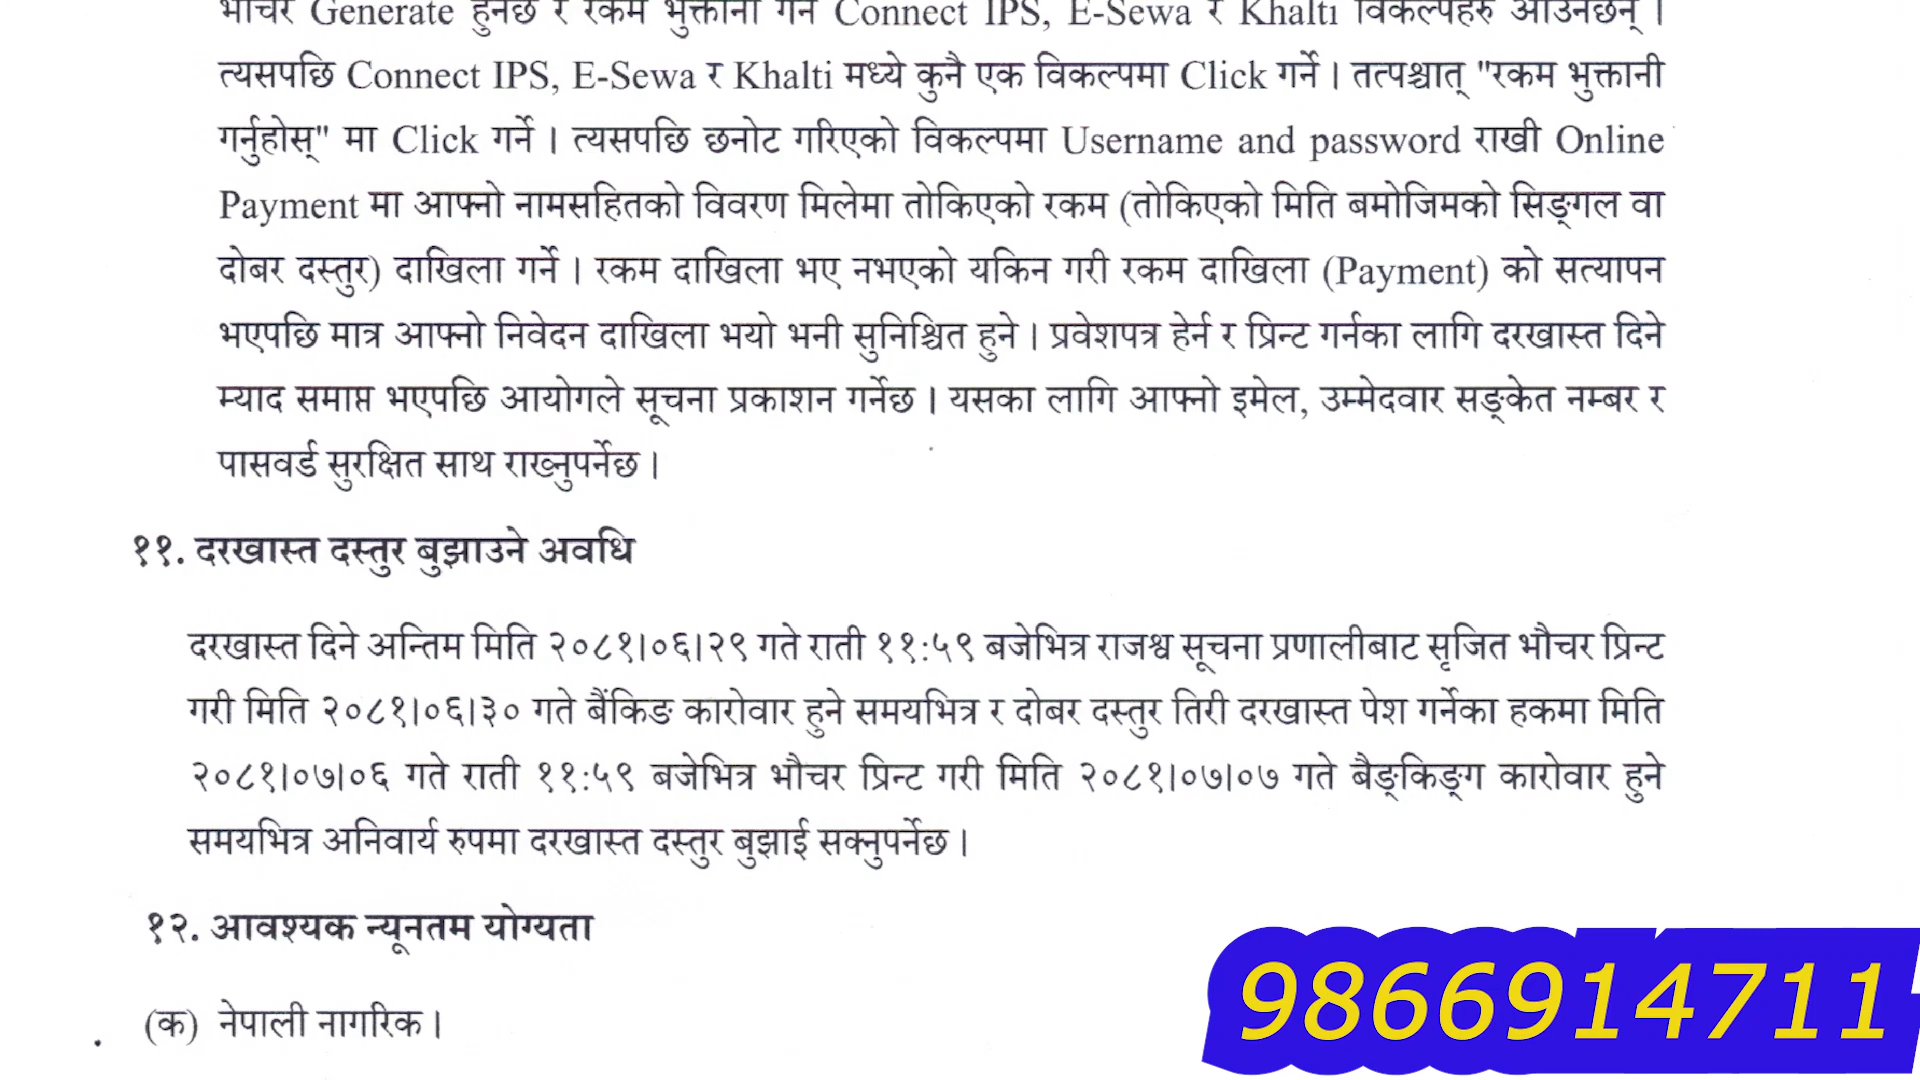 भौचर Generate हुनेछ र रकम भुक्तानी गर्न Connect IPS, E-Sewa र Khalti विकल्पहरु आउनेछन् ।
त्यसपछि Connect IPS, E-Sewa र Khalti मध्ये कुनै एक विकल्पमा Click गर्ने । तत्पश्चात् "रकम भुक्तानी
गर्नुहोस्" मा Click गर्ने । त्यसपछि छनोट गरिएको विकल्पमा Username and password राखी Online
Payment मा आफ्नो नामसहितको विवरण मिलेमा तोकिएको रकम (तोकिएको मिति बमोजिमको सिङ्गल वा
दोबर दस्तुर) दाखिला गर्ने । रकम दाखिला भए नभएको यकिन गरी रकम दाखिला (Payment) को सत्यापन
भएपछि मात्र आफ्नो निवेदन दाखिला भयो भनी सुनिश्चित हुने । प्रवेशपत्र हेर्न र प्रिन्ट गर्नका लागि दरखास्त दिने
म्याद समाप्त भएपछि आयोगले सूचना प्रकाशन गर्नेछ । यसका लागि आफ्नो इमेल, उम्मेदवार सङ्केत नम्बर र
पासवर्ड सुरक्षित साथ राख्नुपर्नेछ ।
११. दरखास्त दस्तुर बुझाउने अवधि
दरखास्त दिने अन्तिम मिति २०८१।०६।२९ गते राती ११:५९ बजेभित्र राजश्व सूचना प्रणालीबाट सृजित भौचर प्रिन्ट
गरी मिति २०८१।०६।३० गते बैंकिङ कारोवार हुने समयभित्र र दोबर दस्तुर तिरी दरखास्त पेश गर्नेका हकमा मिति
२०८१।०७।०६ गते राती ११:५९ बजेभित्र भौचर प्रिन्ट गरी मिति २०८१।०७।०७ गते बैङ्किङ्ग कारोवार हुने
समयभित्र अनिवार्य रुपमा दरखास्त दस्तुर बुझाई सक्नुपर्नेछ ।
१२. आवश्यक न्यूनतम योग्यता
(क) नेपाली नागरिक ।
9866914711